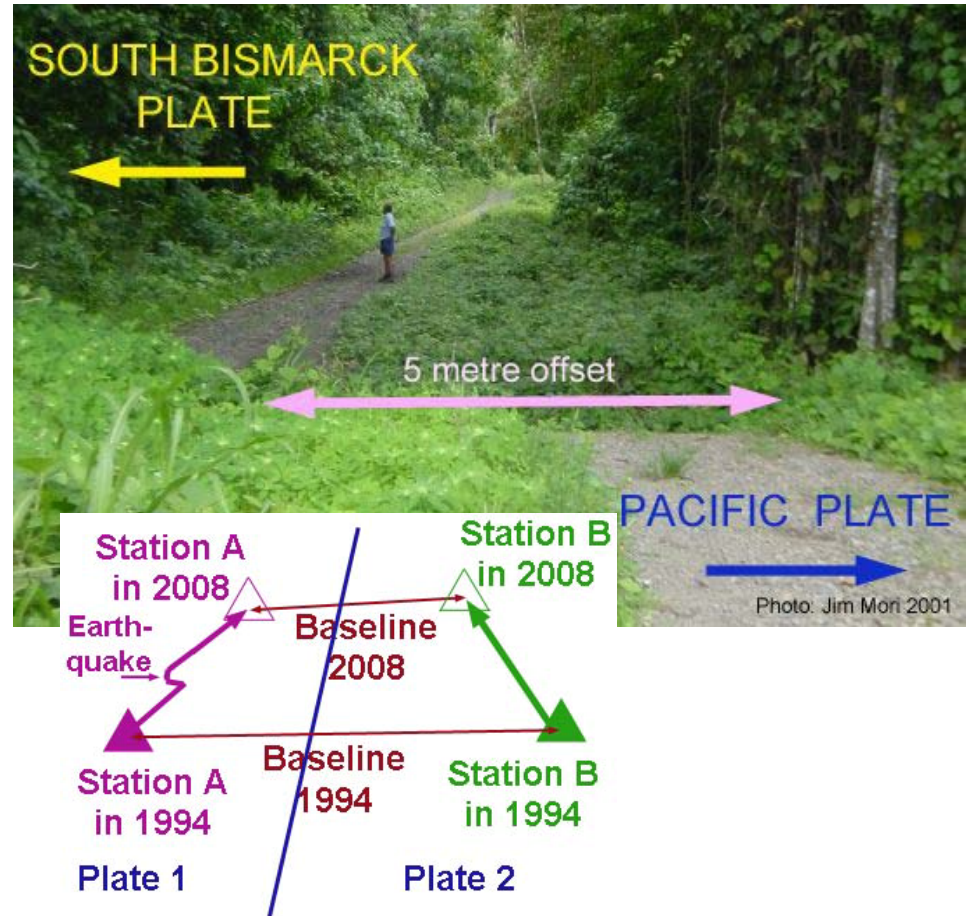 SOUTH BISMARCK
PLATE
5 metre offset
PACIFIC PLATE
Photo: Jim Mori 2001
Station A
in 2008
Station B
in 2008
Earth-
quake
Baseline
2008
Baseline
1994
Station A
in 1994
Station B
in 1994
Plate 1
Plate 2